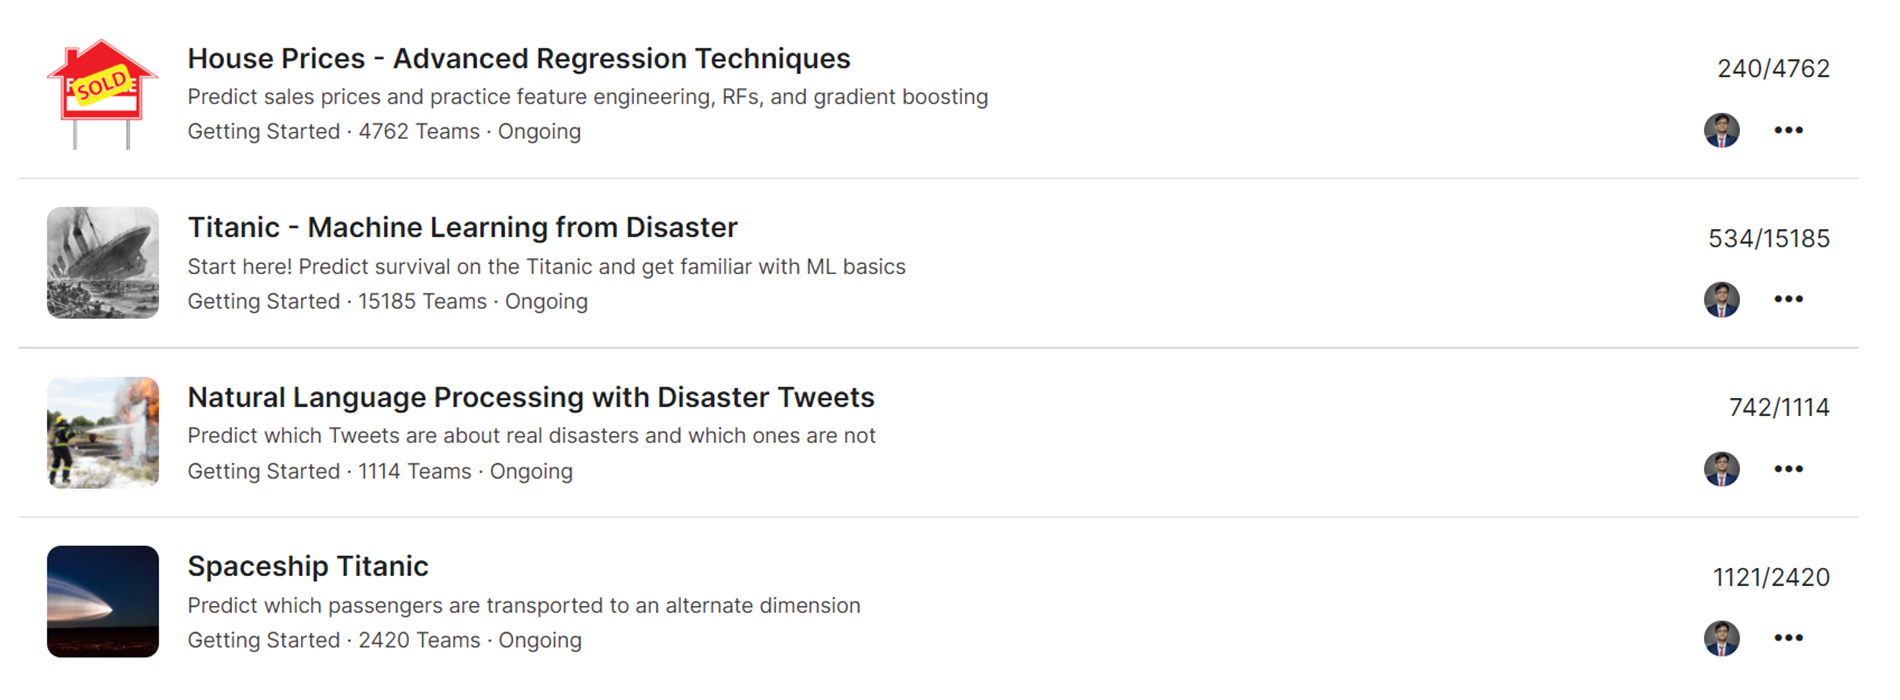 SOLD
House Prices - Advanced Regression Techniques
240/4762
Predict sales prices and practice feature engineering, RFs, and gradient boosting
Getting Started · 4762 Teams · Ongoing
Titanic - Machine Learning from Disaster
534/15185
Start here! Predict survival on the Titanic and get familiar with ML basics
Getting Started · 15185 Teams · Ongoing
Natural Language Processing with Disaster Tweets
742/1114
Predict which Tweets are about real disasters and which ones are not
Getting Started · 1114 Teams · Ongoing
Spaceship Titanic
1121/2420
Predict which passengers are transported to an alternate dimension
Getting Started · 2420 Teams · Ongoing